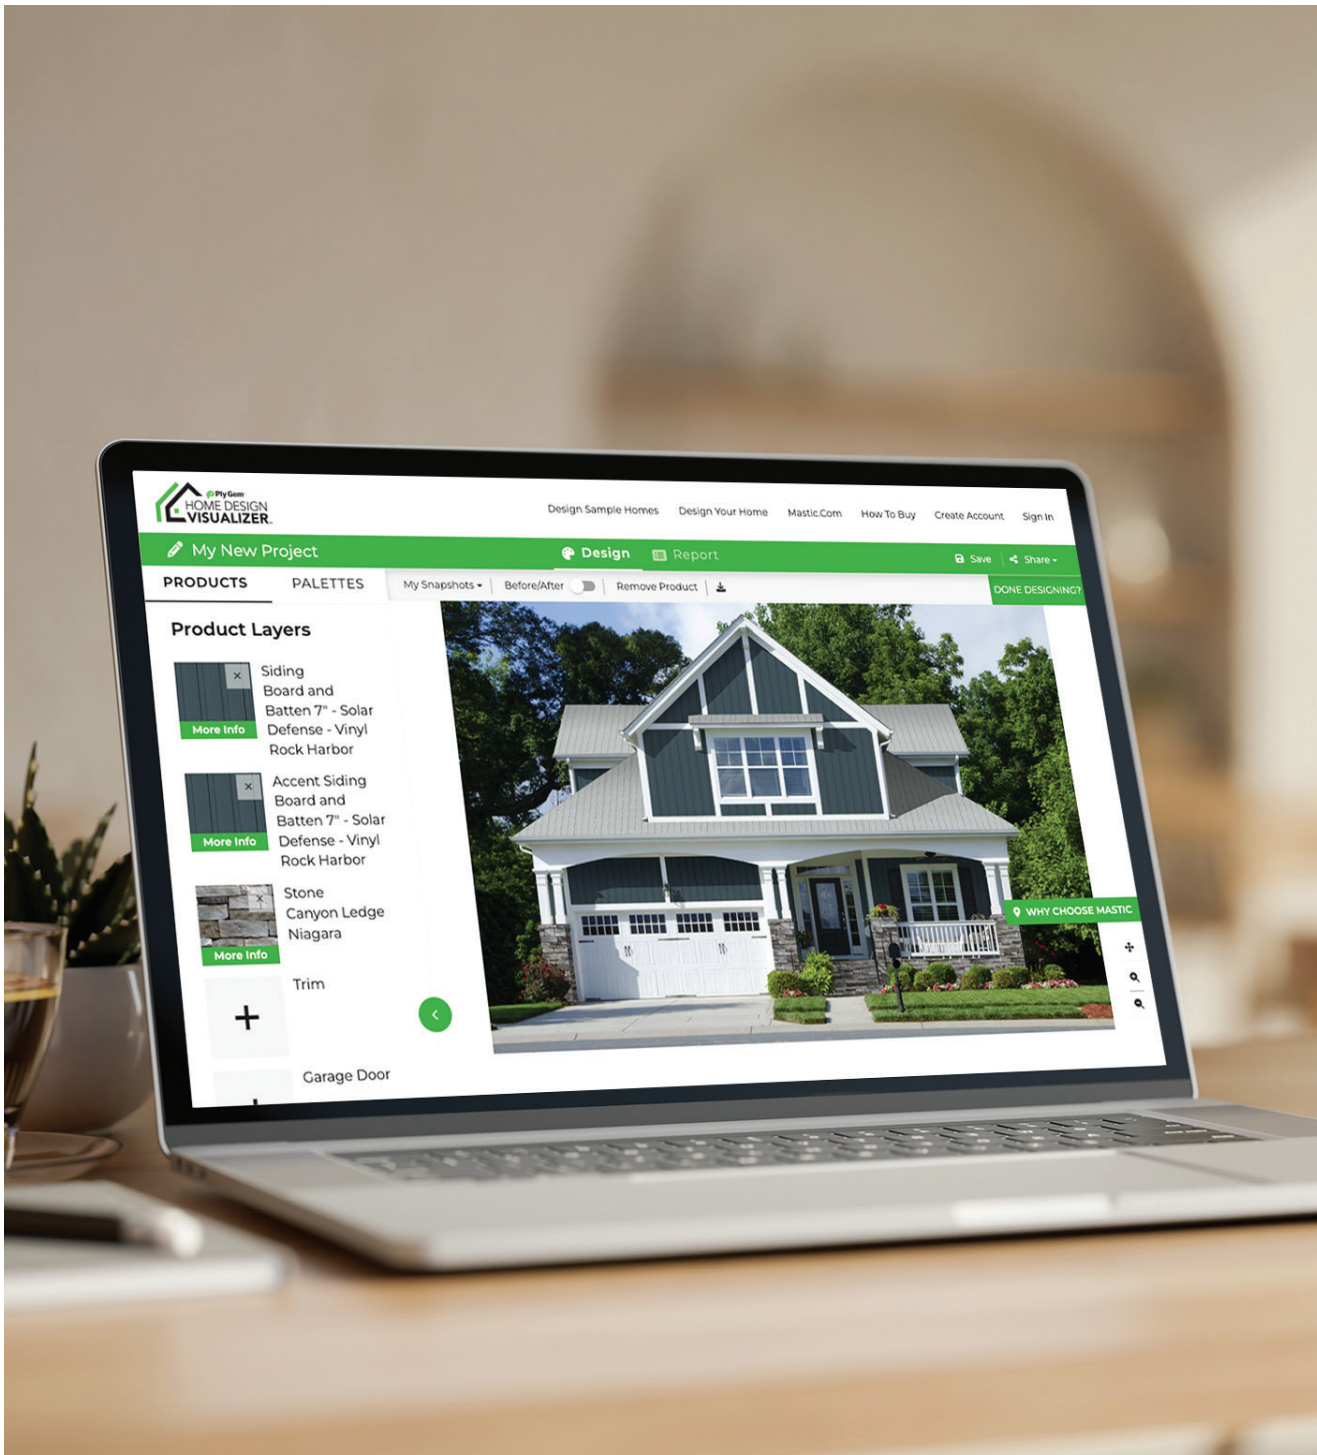 Ply Gem
HOME DESIGN
VISUALIZER
Design Sample Homes
Design Your Home
Mastic.Com
How To Buy
Create Account
Sign In
My New Project
Design
Report
Save
Share
PRODUCTS
PALETTES
My Snapshots
Before/After
Remove Product
DONE DESIGNING?
Product Layers
×
More Info
Siding
Board and
Batten 7" - Solar
Defense - Vinyl
Rock Harbor
×
More Info
Accent Siding
Board and
Batten 7" - Solar
Defense - Vinyl
Rock Harbor
×
More Info
Stone
Canyon Ledge
Niagara
+
Trim
Garage Door
WHY CHOOSE MASTIC